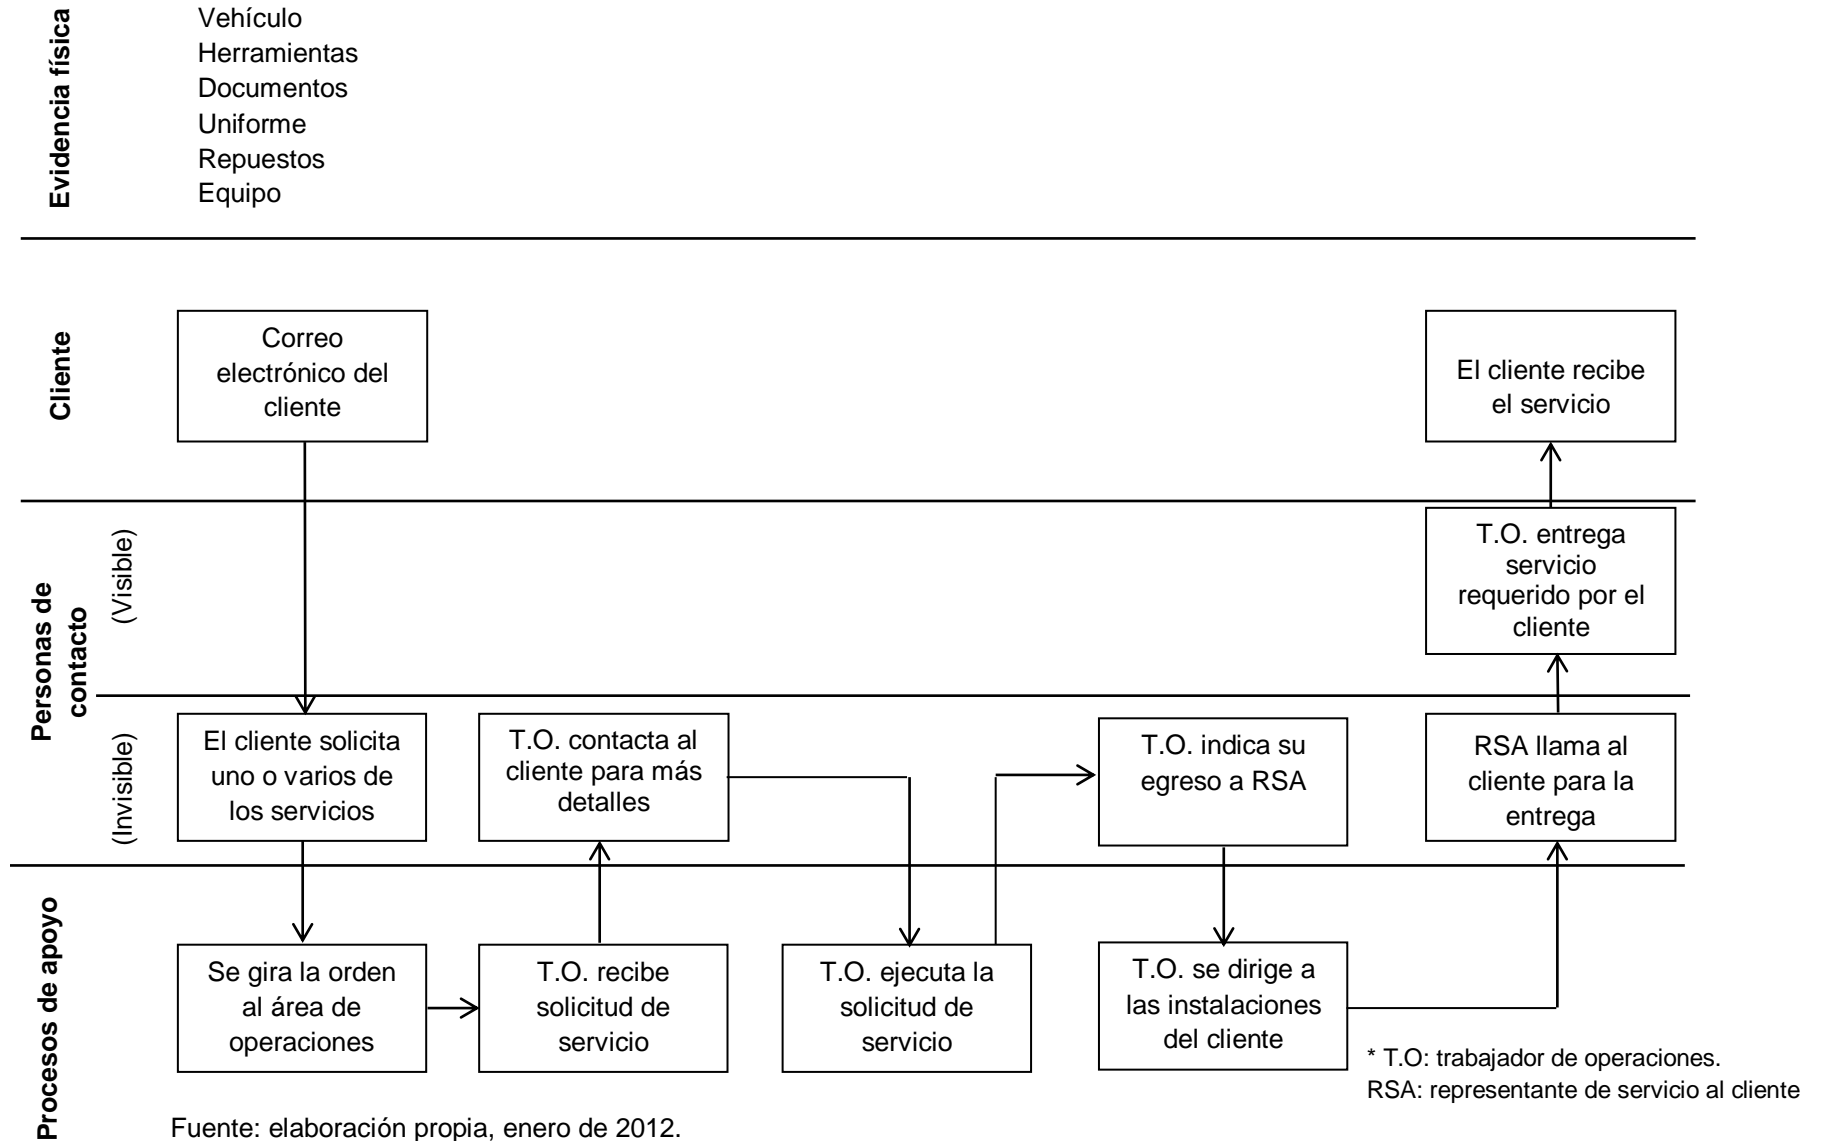 Evidencia física
Vehículo
Herramientas
Documentos
Uniforme
Repuestos
Equipo
Cliente
Correo
electrónico del
cliente
El cliente recibe
el servicio
Personas de
contacto
(Visible)
T.O. entrega
servicio
requerido por el
cliente
(Invisible)
El cliente solicita
uno o varios de
los servicios
T.O. contacta al
cliente para más
detalles
T.O. indica su
egreso a RSA
RSA llama al
cliente para la
entrega
Procesos de apoyo
Se gira la orden
al área de
operaciones
T.O. recibe
solicitud de
servicio
T.O. ejecuta la
solicitud de
servicio
T.O. se dirige a
las instalaciones
del cliente
* T.O: trabajador de operaciones.
RSA: representante de servicio al cliente
Fuente: elaboración propia, enero de 2012.